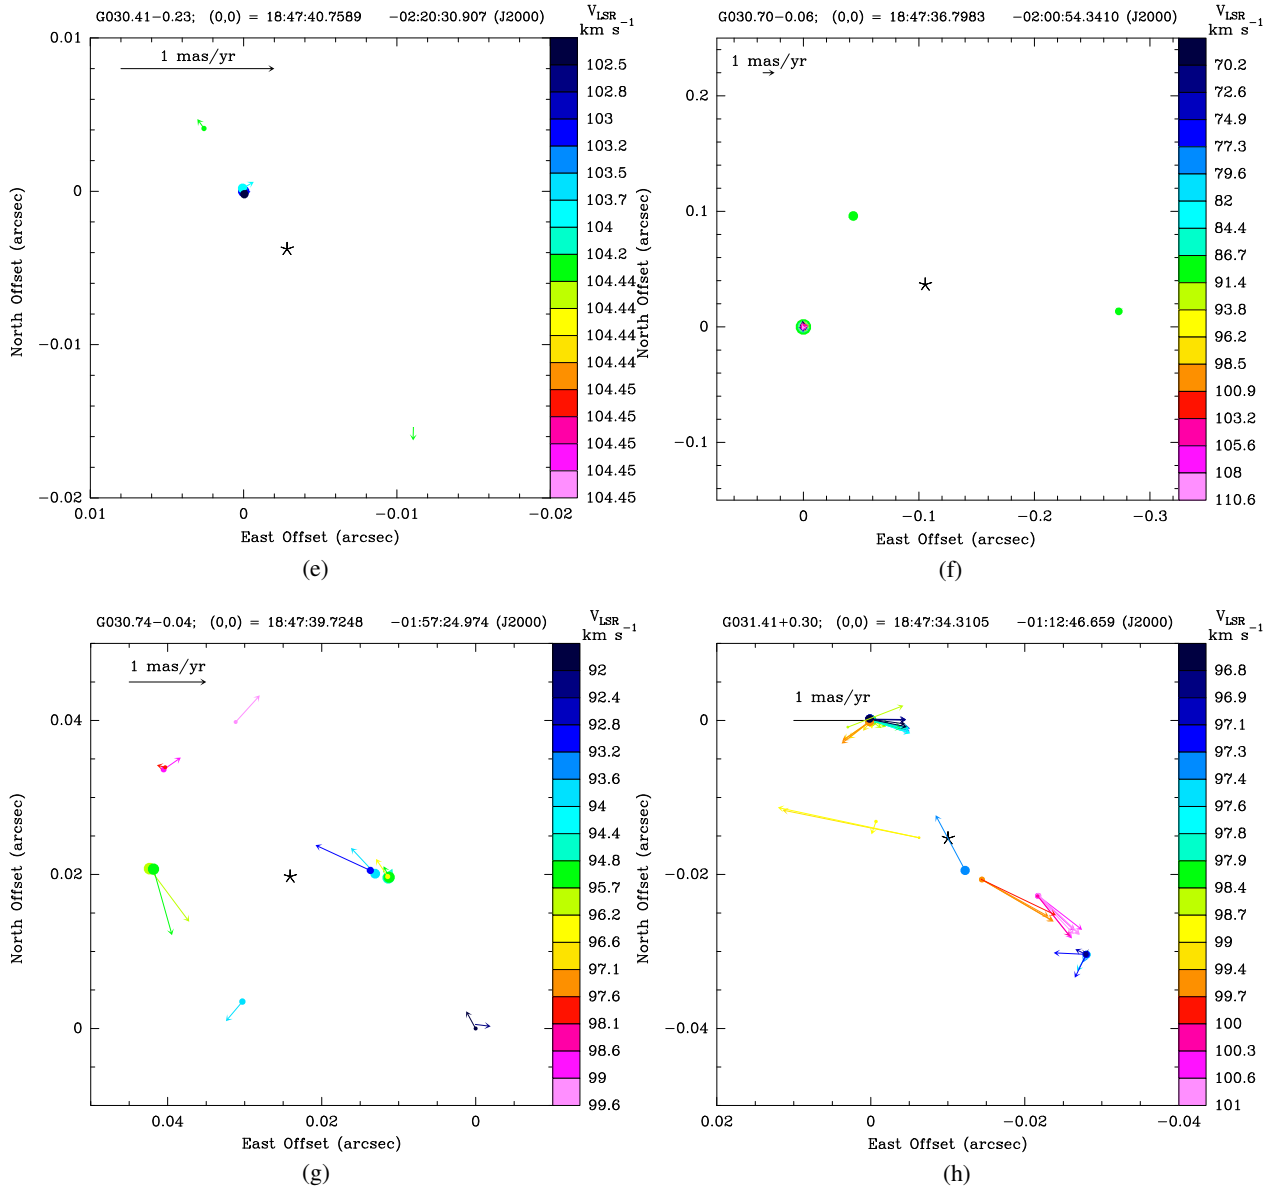 G030.41−0.23; (0,0) = 18:47:40.7589 −02:20:30.907 (J2000)
V_LSR
km s^−1
1 mas/yr
0.01
0
−0.01
−0.02
North Offset (arcsec)
0.01 0 −0.01 −0.02
East Offset (arcsec)
102.5
102.8
103
103.2
103.5
103.7
104
104.2
104.44
104.44
104.44
104.44
104.45
104.45
104.45
104.45
104.45
(e)
G030.70−0.06; (0,0) = 18:47:36.7983 −02:00:54.3410 (J2000)
V_LSR
km s^−1
1 mas/yr
0.2
0.1
0
−0.1
North Offset (arcsec)
0 −0.1 −0.2 −0.3
East Offset (arcsec)
70.2
72.6
74.9
77.3
79.6
82
84.4
86.7
91.4
93.8
96.2
98.5
100.9
103.2
105.6
108
110.6
(f)
G030.74−0.04; (0,0) = 18:47:39.7248 −01:57:24.974 (J2000)
V_LSR
km s^−1
1 mas/yr
0.04
0.02
0
North Offset (arcsec)
0.04 0.02 0
East Offset (arcsec)
92
92.4
92.8
93.2
93.6
94
94.4
94.8
95.7
96.2
96.6
97.1
97.6
98.1
98.6
99
99.6
(g)
G031.41+0.30; (0,0) = 18:47:34.3105 −01:12:46.659 (J2000)
V_LSR
km s^−1
1 mas/yr
0
−0.02
−0.04
North Offset (arcsec)
0.02 0 −0.02 −0.04
East Offset (arcsec)
96.8
96.9
97.1
97.3
97.4
97.6
97.8
97.9
98.4
98.7
99
99.4
99.7
100
100.3
100.6
101
(h)